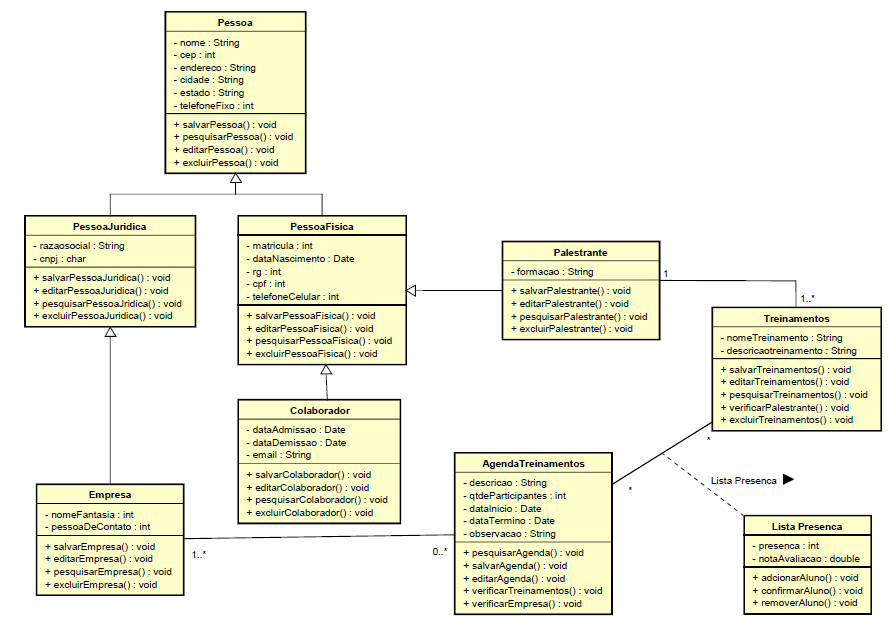 Pessoa
- nome : String
- cep : int
- endereco : String
- cidade : String
- estado : String
- telefoneFixo : int
+ salvarPessoa() : void
+ pesquisarPessoa() : void
+ editarPessoa() : void
+ excluirPessoa() : void
PessoaJuridica
- razaosocial : String
- cnpj : char
+ salvarPessoaJuridica() : void
+ editarPessoaJuridica() : void
+ pesquisarPessoaJridica() : void
+ excluirPessoaJuridica() : void
PessoaFisica
- matricula : int
- dataNascimento : Date
- rg : int
- cpf : int
- telefoneCelular : int
+ salvarPessoaFisica() : void
+ editarPessoaFisica() : void
+ pesquisarPessoaFisica() : void
+ excluirPessoaFisica() : void
Palestrante
- formacao : String
+ salvarPalestrante() : void
+ editarPalestrante() : void
+ pesquisarPalestrante() : void
+ excluirPalestrante() : void
1
1..*
Treinamentos
- nomeTreinamento : String
- descricaotreinamento : String
+ salvarTreinamentos() : void
+ editarTreinamentos() : void
+ pesquisarTreinamentos() : void
+ verificarPalestrante() : void
+ excluirTreinamentos() : void
*
Colaborador
- dataAdmissao : Date
- dataDemissao : Date
- email : String
+ salvarColaborador() : void
+ editarColaborador() : void
+ pesquisarColaborador() : void
+ excluirColaborador() : void
AgendaTreinamentos
- descricao : String
- qtdeParticipantes : int
- dataInicio : Date
- dataTermino : Date
- observacao : String
+ pesquisarAgenda() : void
+ salvarAgenda() : void
+ editarAgenda() : void
+ verificarTreinamentos() : void
+ verificarEmpresa() : void
*
Lista Presenca
Empresa
- nomeFantasia : int
- pessoaDeContato : int
+ salvarEmpresa() : void
+ editarEmpresa() : void
+ pesquisarEmpresa() : void
+ excluirEmpresa() : void
1..*
0..*
Lista Presenca
- presenca : int
- notaAvaliacao : double
+ adcionarAluno() : void
+ confirmarAluno() : void
+ removerAluno() : void